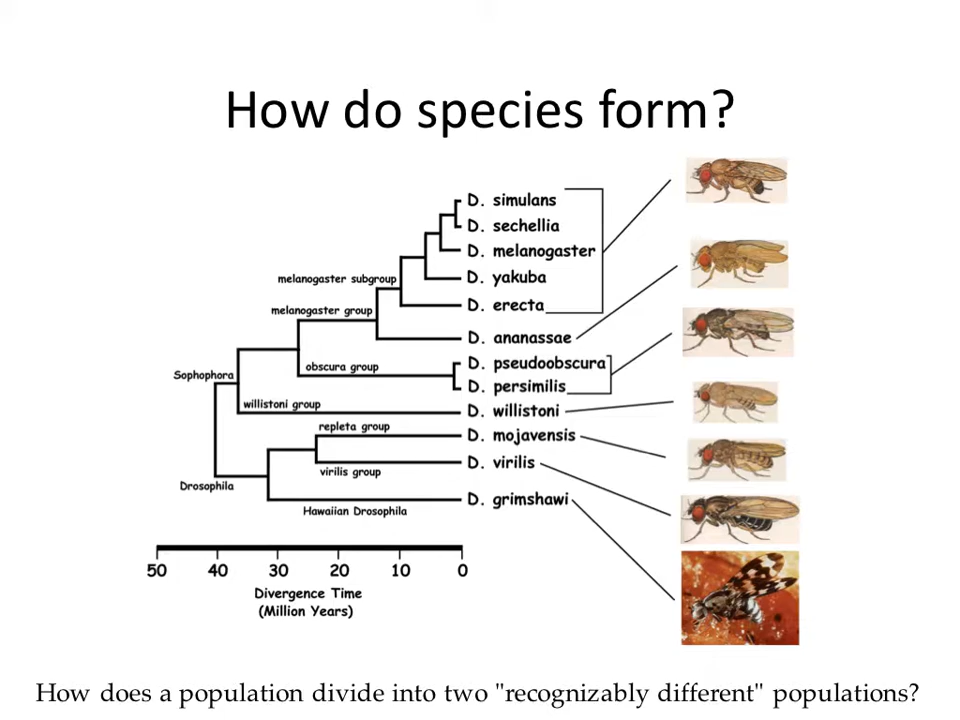 How do species form?
D. simulans
D. sechellia
D. melanogaster
D. yakuba
D. erecta
D. ananassae
D. pseudoobscura
D. persimilis
D. willistoni
D. mojavensis
D. virilis
D. grimshawi
melanogaster subgroup
melanogaster group
obscura group
Sophophora
willistoni group
repleta group
virilis group
Drosophila
Hawaiian Drosophila
50 40 30 20 10 0
Divergence Time
(Million Years)
How does a population divide into two "recognizably different" populations?